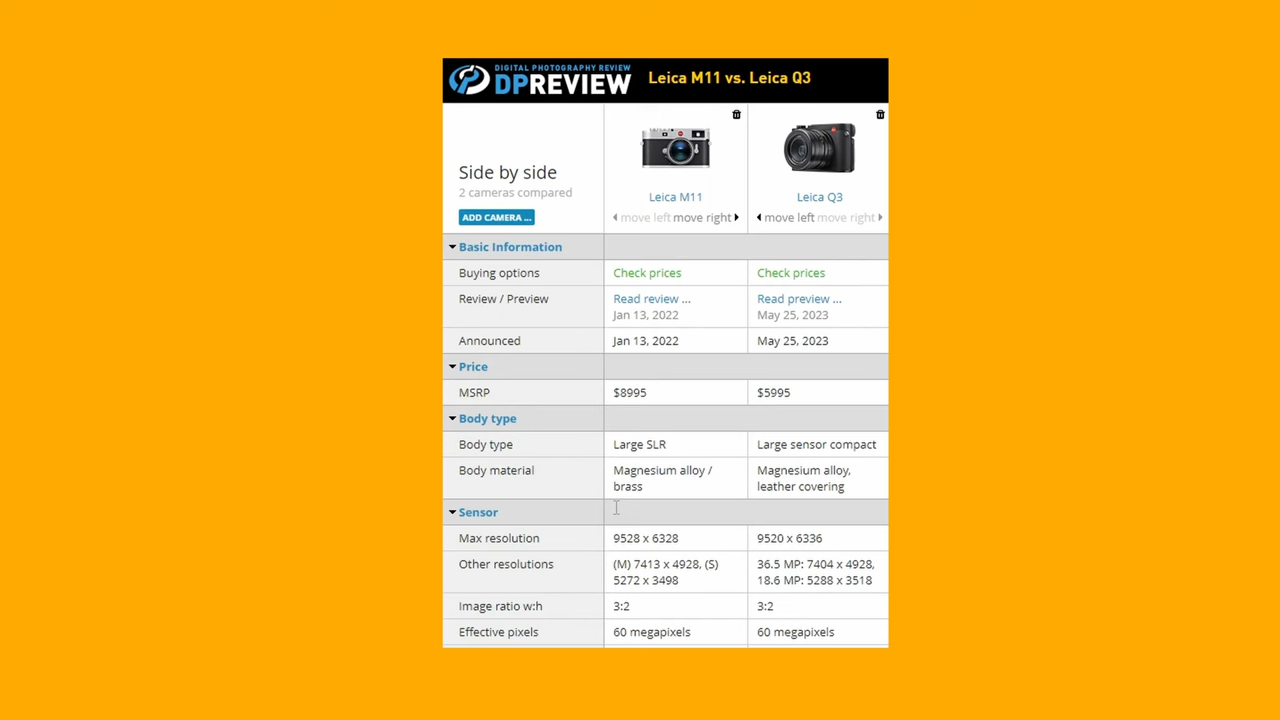 DIGITAL PHOTOGRAPHY REVIEW
DPREVIEW
Leica M11 vs. Leica Q3
Side by side
2 cameras compared
ADD CAMERA ...
Leica M11
Leica Q3
move left move right
move left move right
Basic Information
Buying options Check prices Check prices
Review / Preview Read review ... Read preview ...
Jan 13, 2022 May 25, 2023
Announced Jan 13, 2022 May 25, 2023
Price
MSRP $8995 $5995
Body type
Body type Large SLR Large sensor compact
Body material Magnesium alloy / Magnesium alloy,
brass leather covering
Sensor
Max resolution 9528 x 6328 9520 x 6336
Other resolutions (M) 7413 x 4928, (S) 36.5 MP: 7404 x 4928,
5272 x 3498 18.6 MP: 5288 x 3518
Image ratio w:h 3:2 3:2
Effective pixels 60 megapixels 60 megapixels